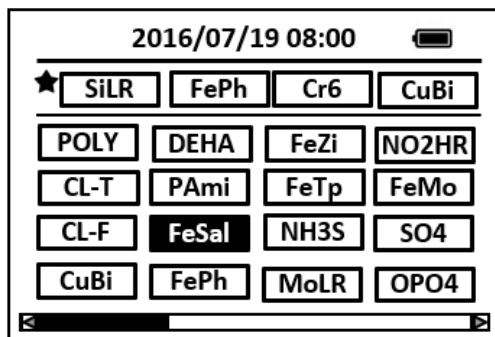 2016/07/19 08:00
SiLR FePh Cr6 CuBi
POLY DEHA FeZi NO2HR
CL-T PAmi FeTp FeMo
CL-F FeSal NH3S SO4
CuBi FePh MoLR OPO4